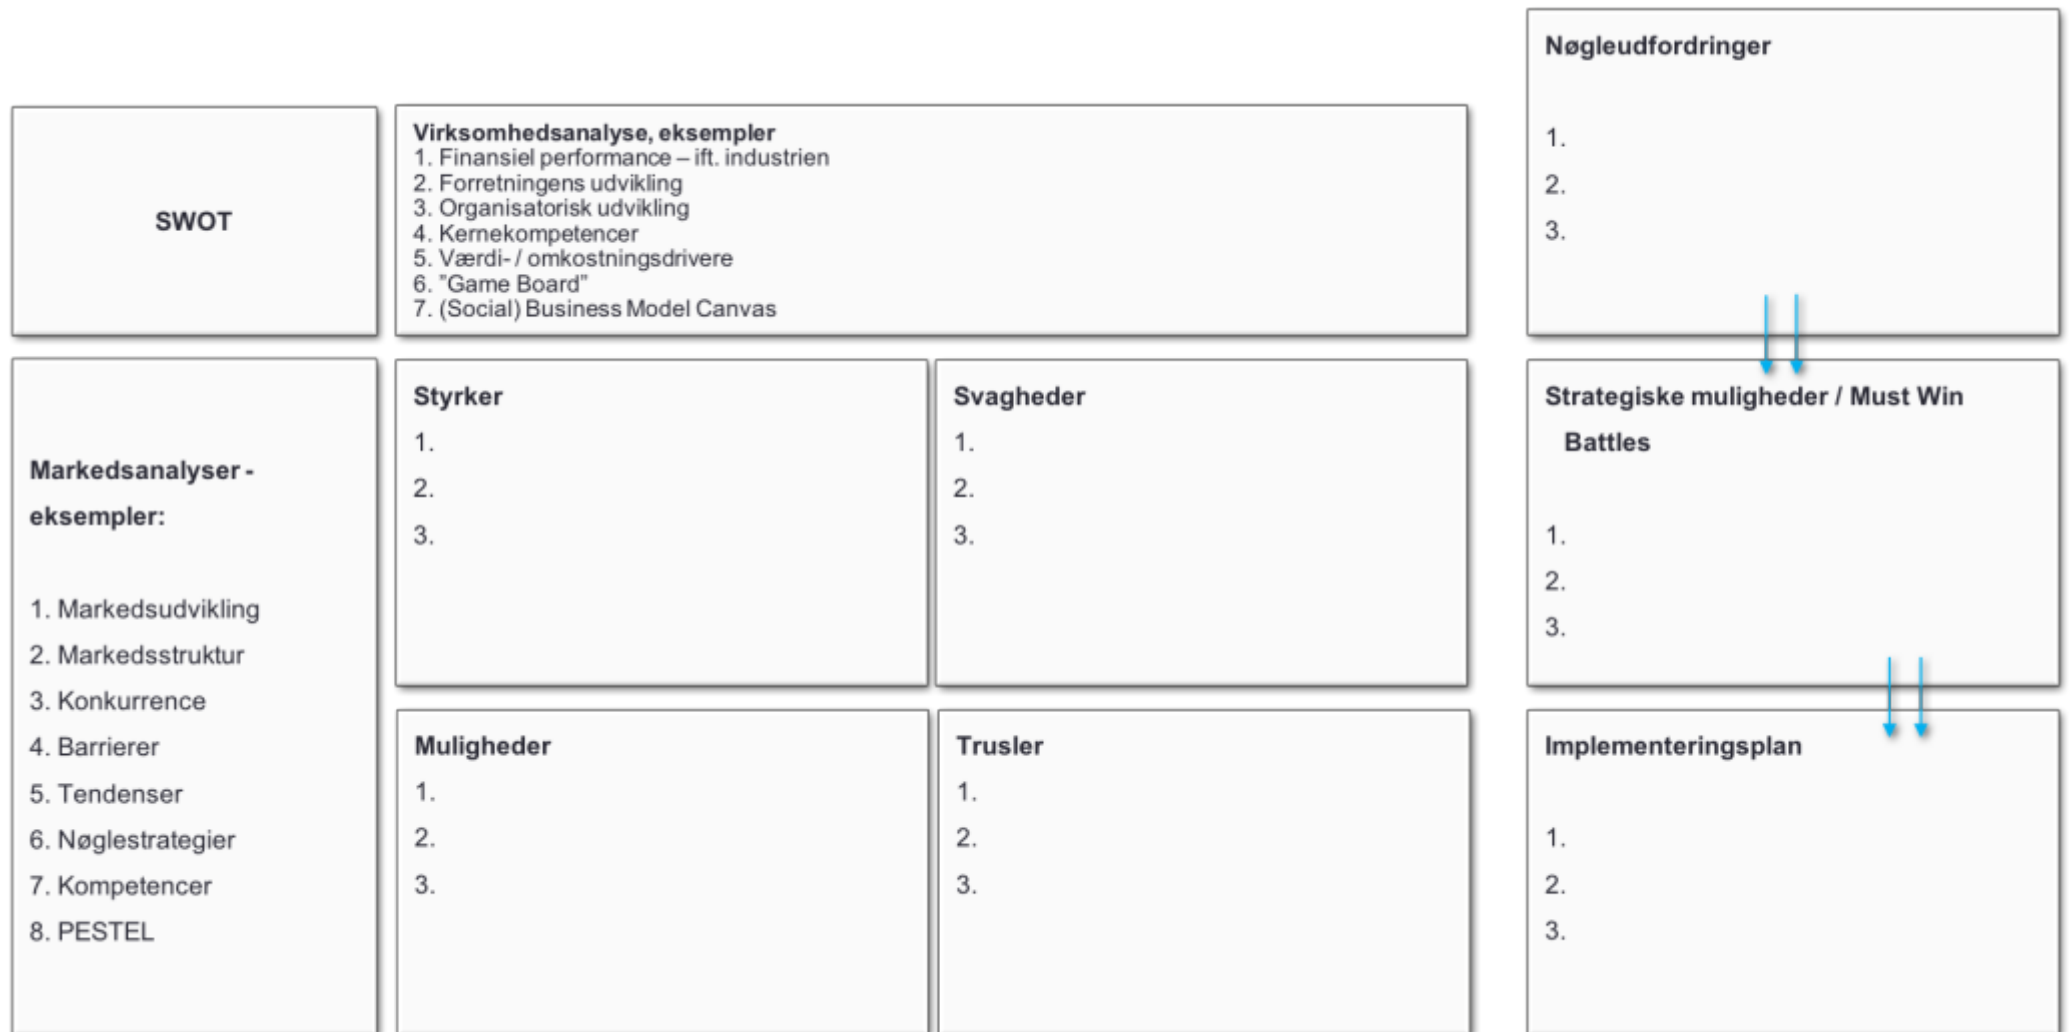 SWOT
Virksomhedsanalyse, eksempler
1. Finansiel performance – ift. industrien
2. Forretningens udvikling
3. Organisatorisk udvikling
4. Kernekompetencer
5. Værdi- / omkostningsdrivere
6. ”Game Board”
7. (Social) Business Model Canvas
Markedsanalyser -
eksempler:
1. Markedsudvikling
2. Markedsstruktur
3. Konkurrence
4. Barrierer
5. Tendenser
6. Nøglestrategier
7. Kompetencer
8. PESTEL
Styrker
1.
2.
3.
Svagheder
1.
2.
3.
Muligheder
1.
2.
3.
Trusler
1.
2.
3.
Nøgleudfordringer
1.
2.
3.
Strategiske muligheder / Must Win
Battles
1.
2.
3.
Implementeringsplan
1.
2.
3.